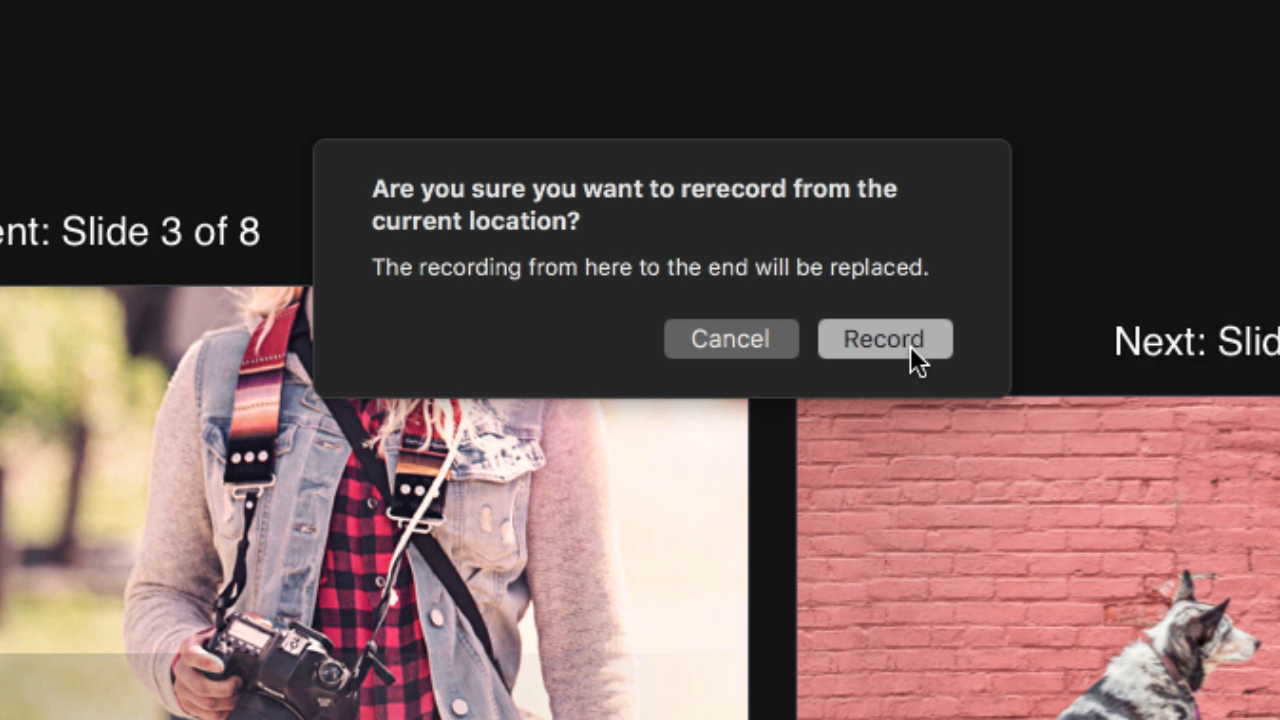 Are you sure you want to rerecord from the
current location?
ent: Slide 3 of 8
The recording from here to the end will be replaced.
Cancel
Record
Next: Slid